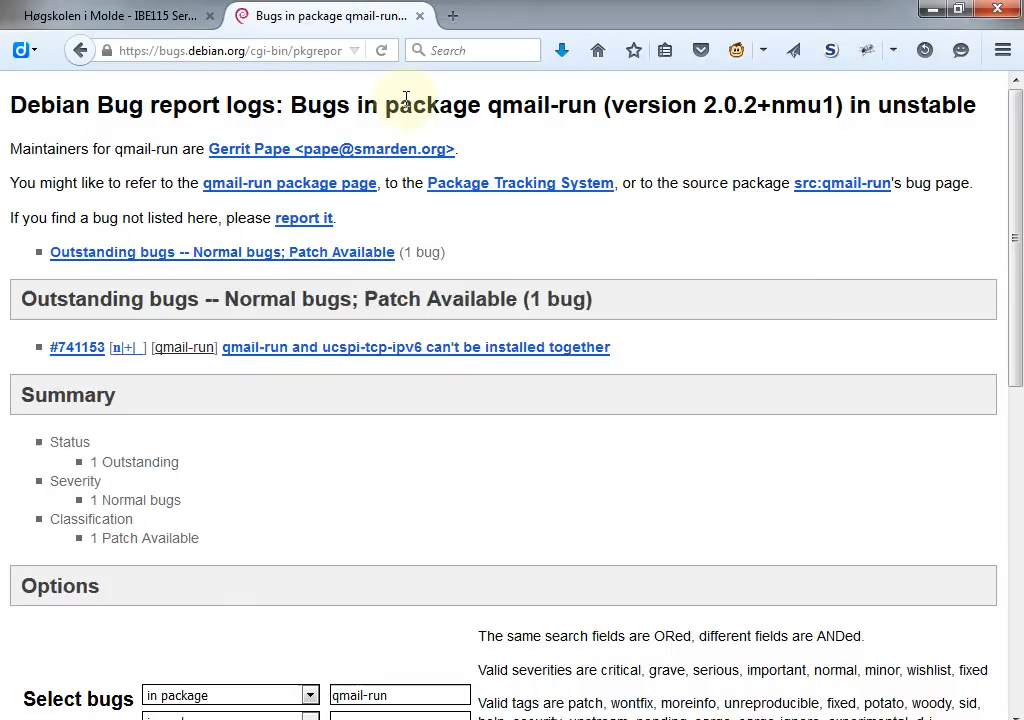 Høgskolen i Molde - IBE115 Ser... ×
Bugs in package qmail-run... ×
https://bugs.debian.org/cgi-bin/pkgrepor
Search
Debian Bug report logs: Bugs in package qmail-run (version 2.0.2+nmu1) in unstable
Maintainers for qmail-run are Gerrit Pape <pape@smarden.org>.
You might like to refer to the qmail-run package page, to the Package Tracking System, or to the source package src:qmail-run's bug page.
If you find a bug not listed here, please report it.
Outstanding bugs -- Normal bugs; Patch Available (1 bug)
Outstanding bugs -- Normal bugs; Patch Available (1 bug)
#741153 [n|+|_] [qmail-run] qmail-run and ucspi-tcp-ipv6 can't be installed together
Summary
Status
1 Outstanding
Severity
1 Normal bugs
Classification
1 Patch Available
Options
The same search fields are ORed, different fields are ANDed.
Valid severities are critical, grave, serious, important, normal, minor, wishlist, fixed
Select bugs in package qmail-run
Valid tags are patch, wontfix, moreinfo, unreproducible, fixed, potato, woody, sid,